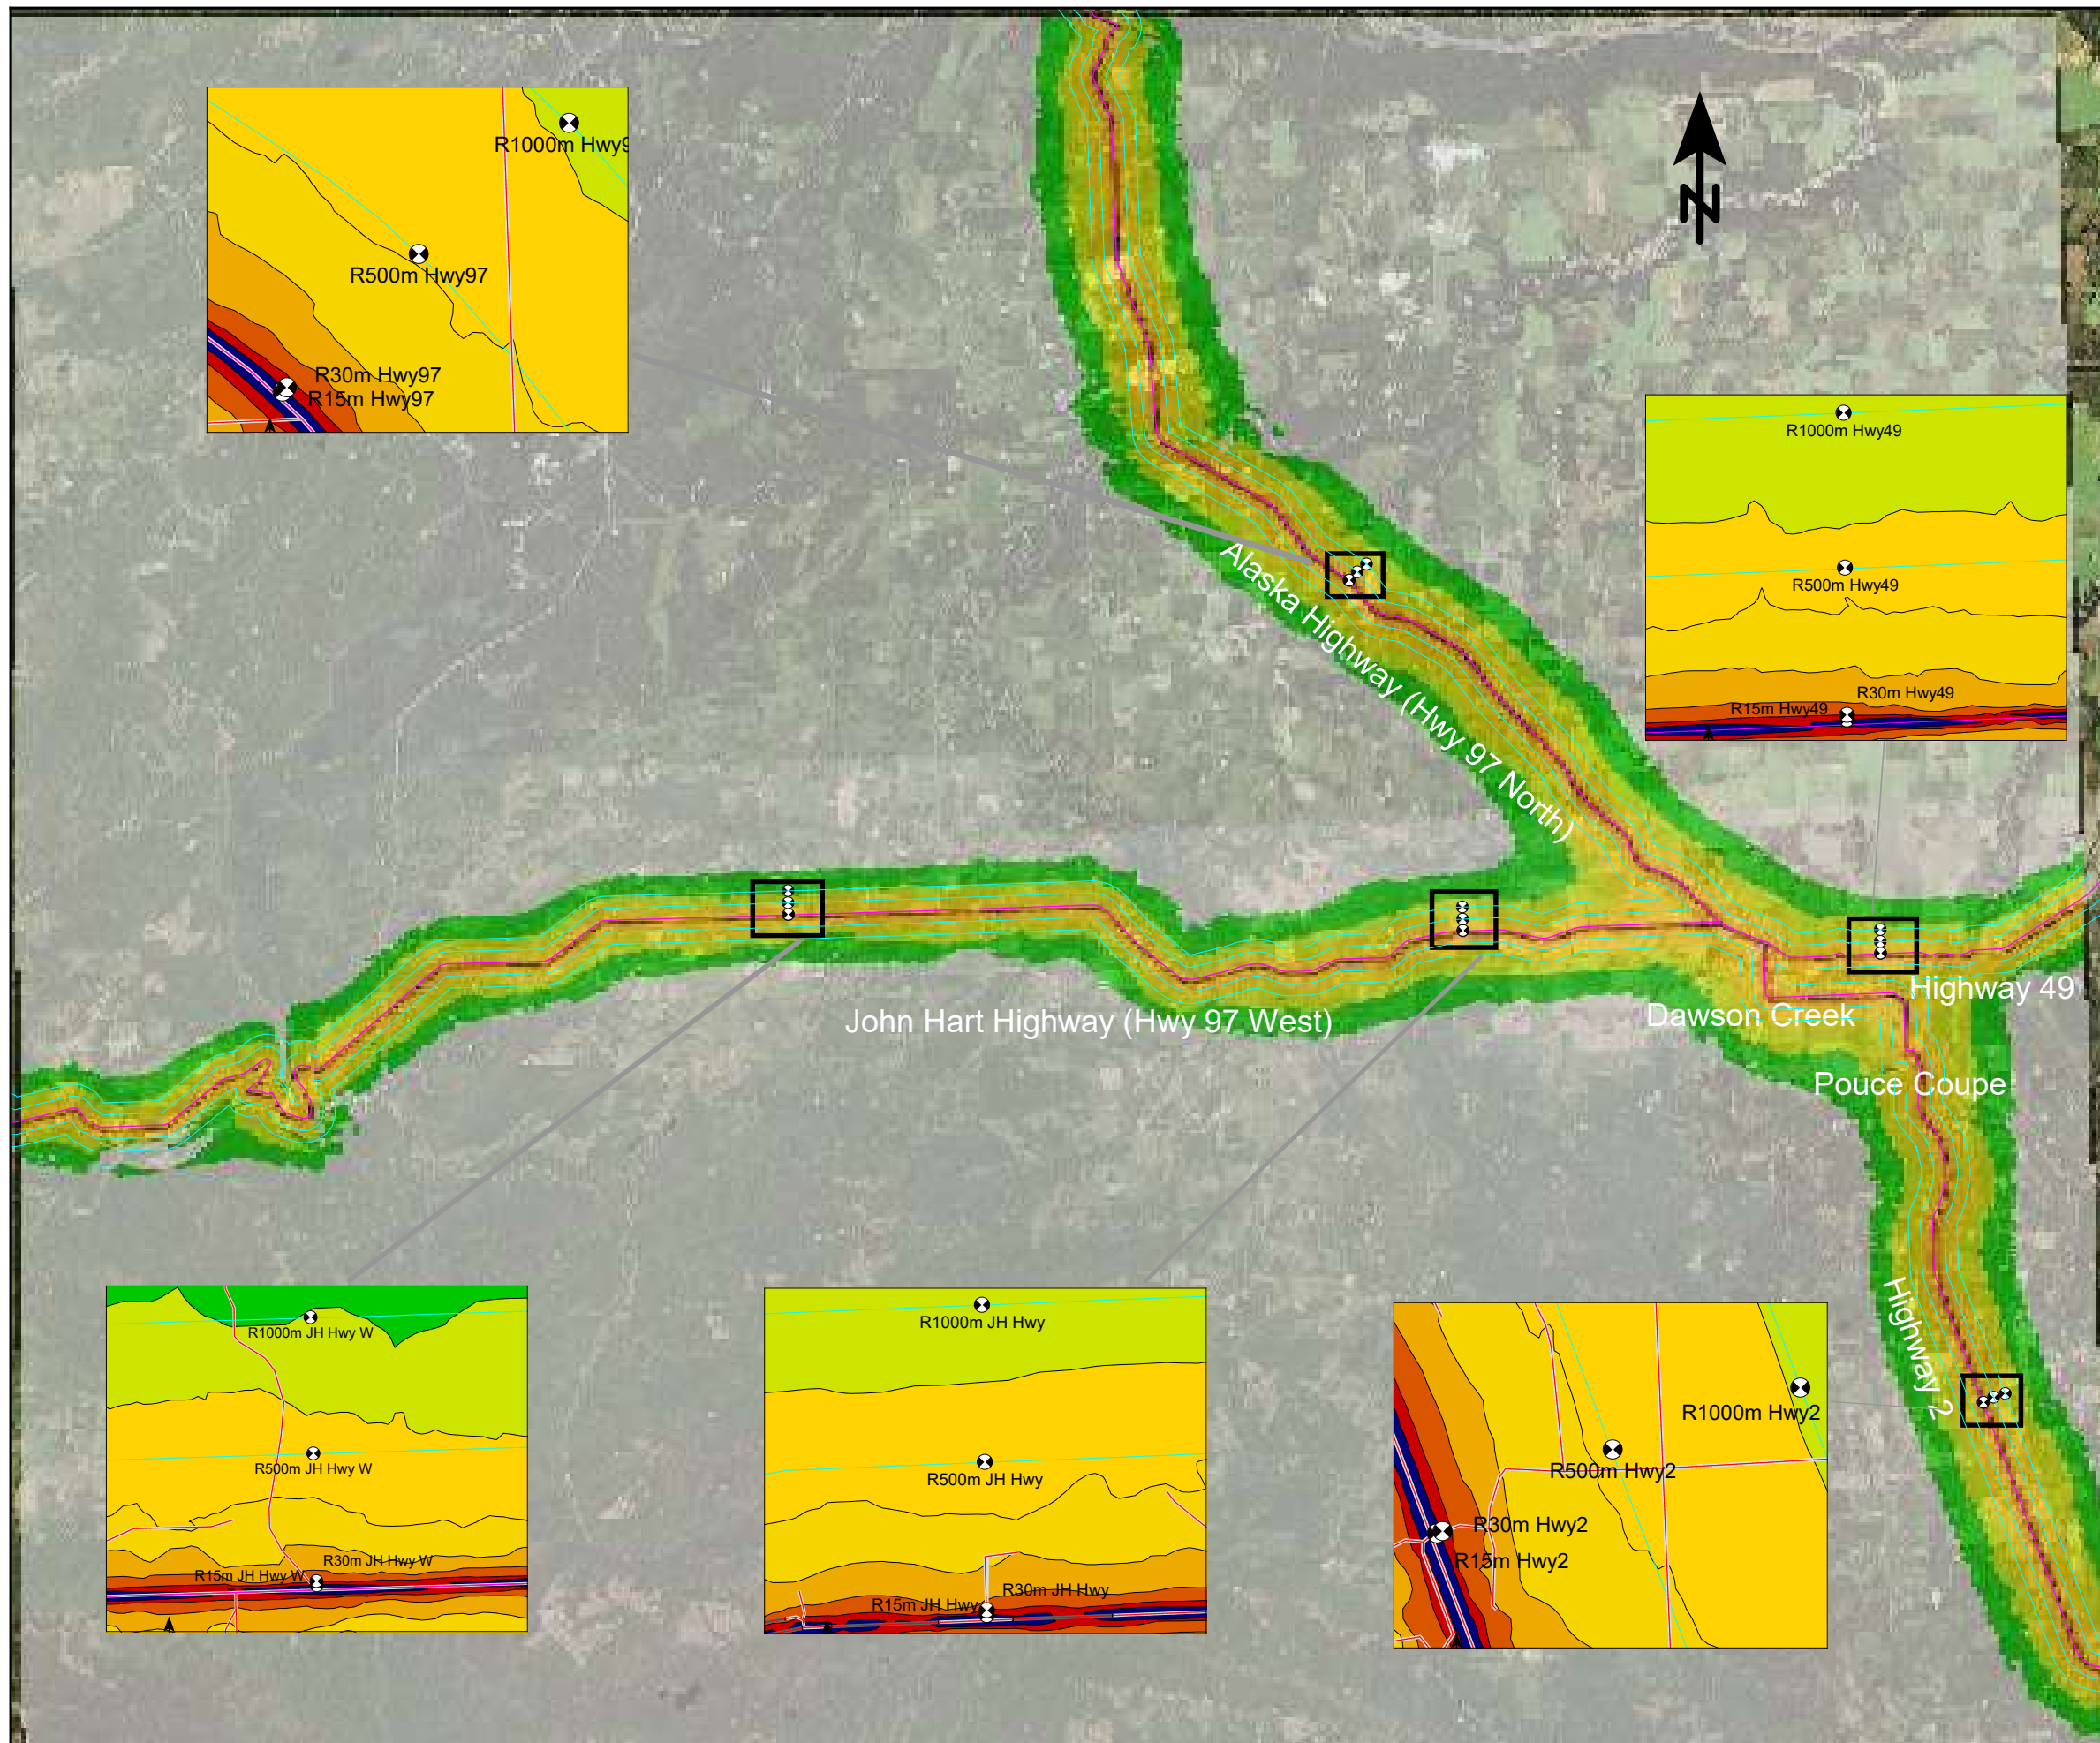 N
R1000m Hwy9
R500m Hwy97
R30m Hwy97
R15m Hwy97
R1000m Hwy49
R500m Hwy49
R30m Hwy49
R15m Hwy49
Alaska Highway (Hwy 97 North)
John Hart Highway (Hwy 97 West)
Highway 49
Dawson Creek
Pouce Coupe
Highway 2
R1000m JH Hwy W
R500m JH Hwy W
R30m JH Hwy W
R15m JH Hwy W
R1000m JH Hwy
R500m JH Hwy
R30m JH Hwy
R15m JH Hwy
R1000m Hwy2
R500m Hwy2
R30m Hwy2
R15m Hwy2